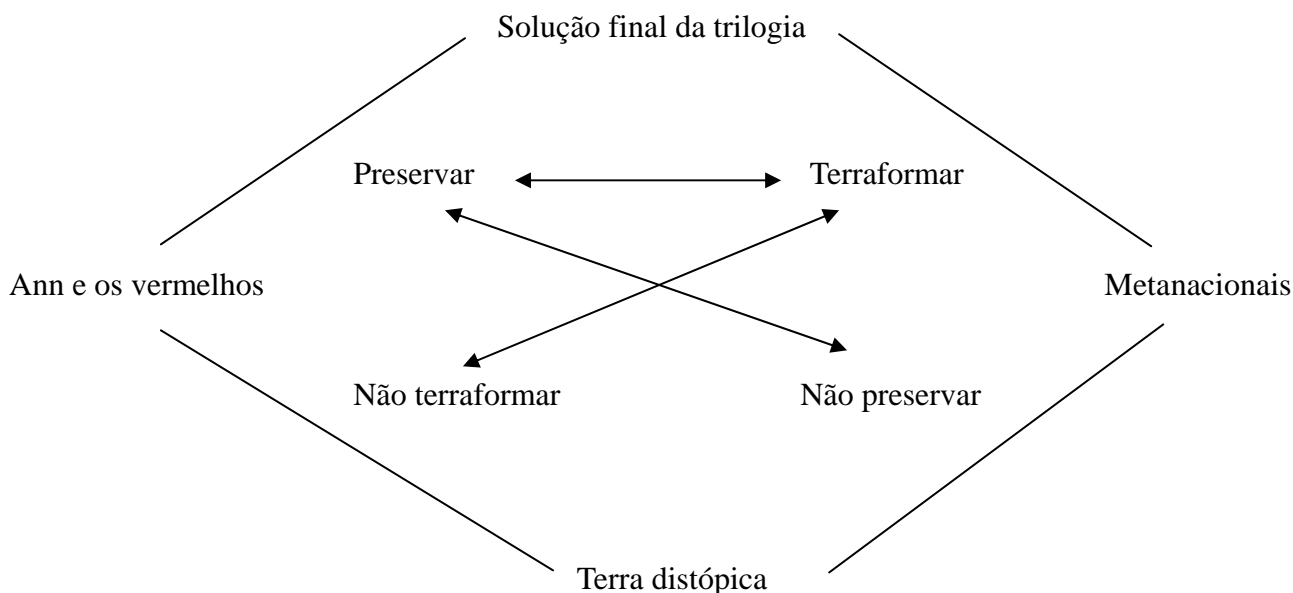 Solução final da trilogia
Preservar
Terraformar
Ann e os vermelhos
Metanacionais
Não terraformar
Não preservar
Terra distópica